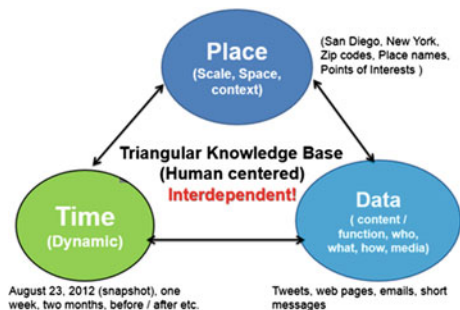 Place
(Scale, Space,
context)
(San Diego, New York,
Zip codes, Place names,
Points of Interests )
Triangular Knowledge Base
(Human centered)
Interdependent!
Time
(Dynamic)
Data
( content /
function, who,
what, how, media)
August 23, 2012 (snapshot), one
week, two months, before / after etc.
Tweets, web pages, emails, short
messages